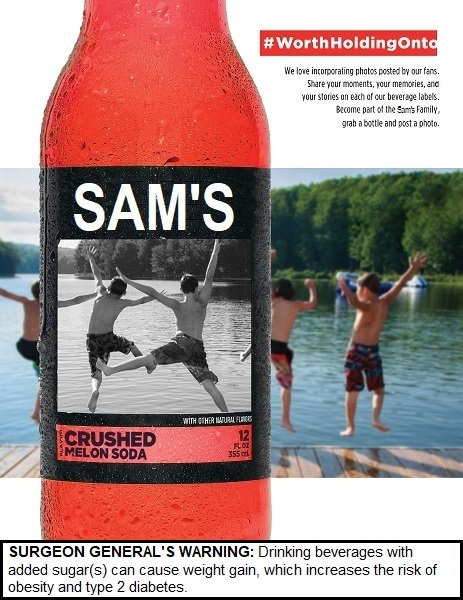 #WorthHoldingOnto
We love incorporating photos posted by our fans.
Share your moments, your memories, and
your stories on each of our beverage labels.
Become part of the Sam's Family,
grab a bottle and post a photo.
SAM'S
WITH OTHER NATURAL FLAVORS
CRUSHED
MELON SODA
12
FL OZ
355 mL
SURGEON GENERAL'S WARNING: Drinking beverages with
added sugar(s) can cause weight gain, which increases the risk of
obesity and type 2 diabetes.